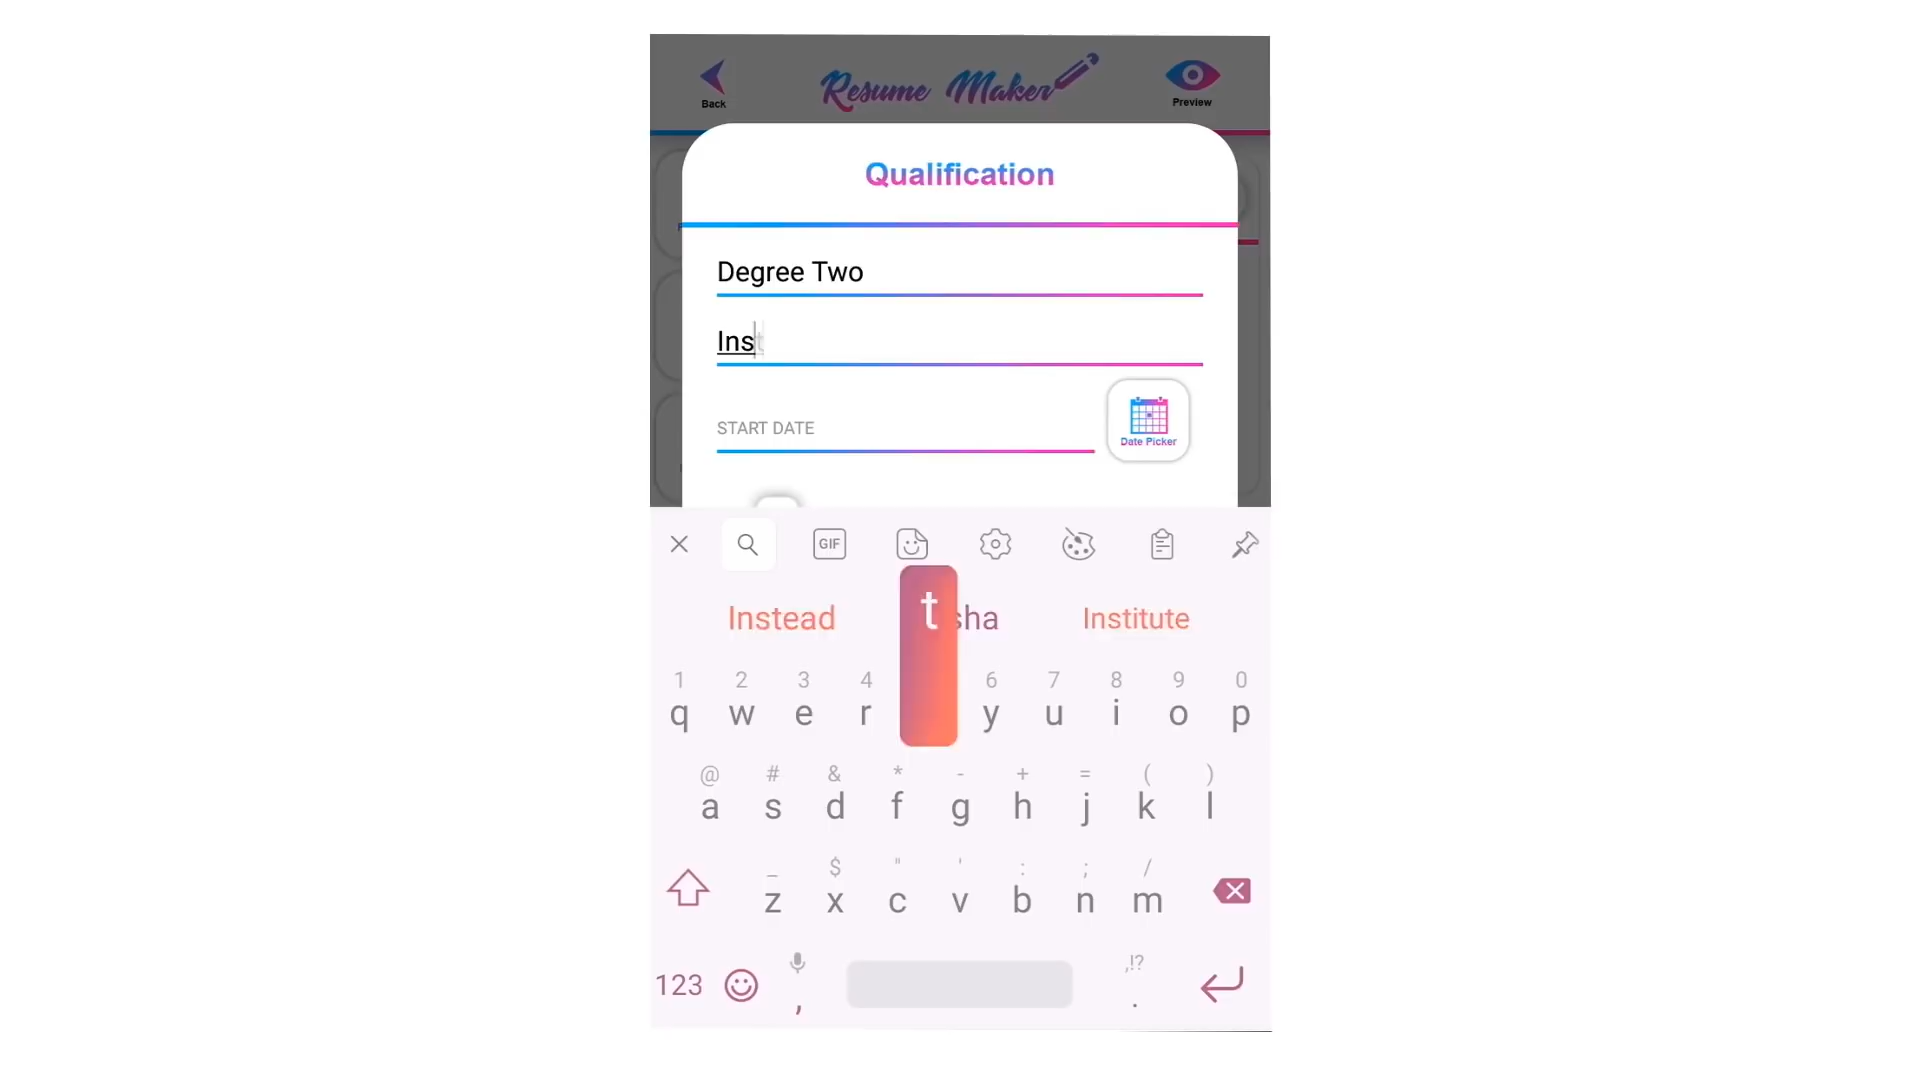 Resume Maker
Back
Preview
Qualification
Degree Two
Inst
START DATE
Date Picker
GIF
Instead
t
sha
Institute
1 2 3 4 6 7 8 9 0
q w e r y u i o p
@ # & * - + = ( )
a s d f g h j k l
_ $ " ' : ; /
z x c v b n m
,!?
123 , .